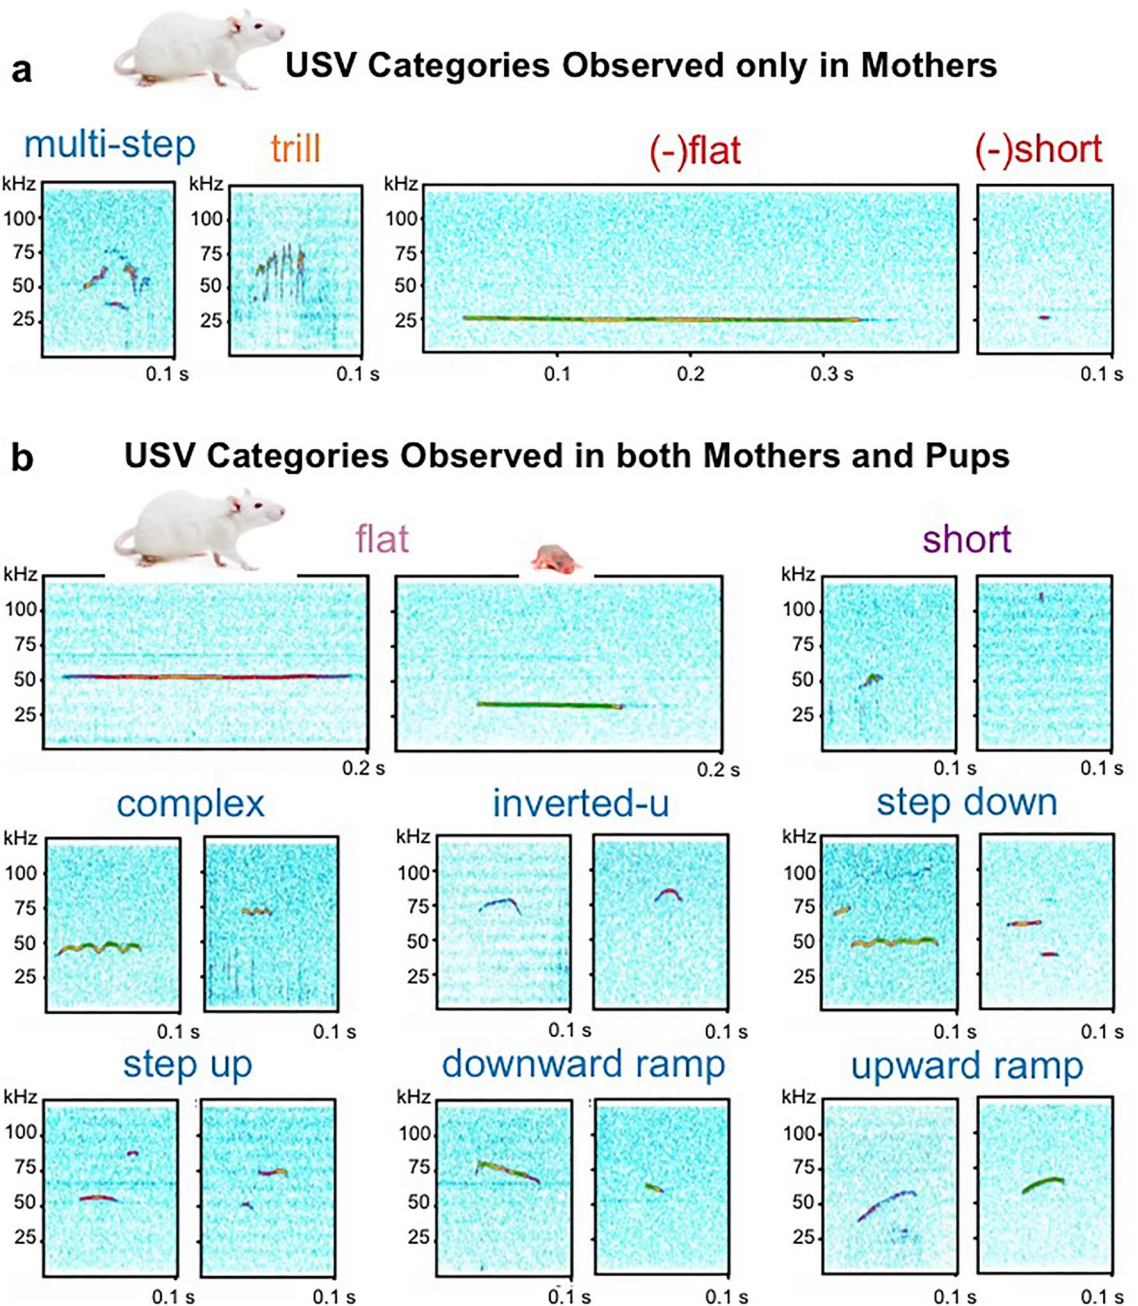 a USV Categories Observed only in Mothers
multi-step trill (-)flat (-)short
kHz kHz kHz
100 100 100
75 75 75
50 50 50
25 25 25
0.1 s 0.1 s 0.1 0.2 0.3 s 0.1 s
b USV Categories Observed in both Mothers and Pups
flat short
kHz kHz
100 100
75 75
50 50
25 25
0.2 s 0.2 s 0.1 s 0.1 s
complex inverted-u step down
kHz kHz kHz
100 100 100
75 75 75
50 50 50
25 25 25
0.1 s 0.1 s 0.1 s 0.1 s 0.1 s 0.1 s
step up downward ramp upward ramp
kHz kHz kHz
100 100 100
75 75 75
50 50 50
25 25 25
0.1 s 0.1 s 0.1 s 0.1 s 0.1 s 0.1 s